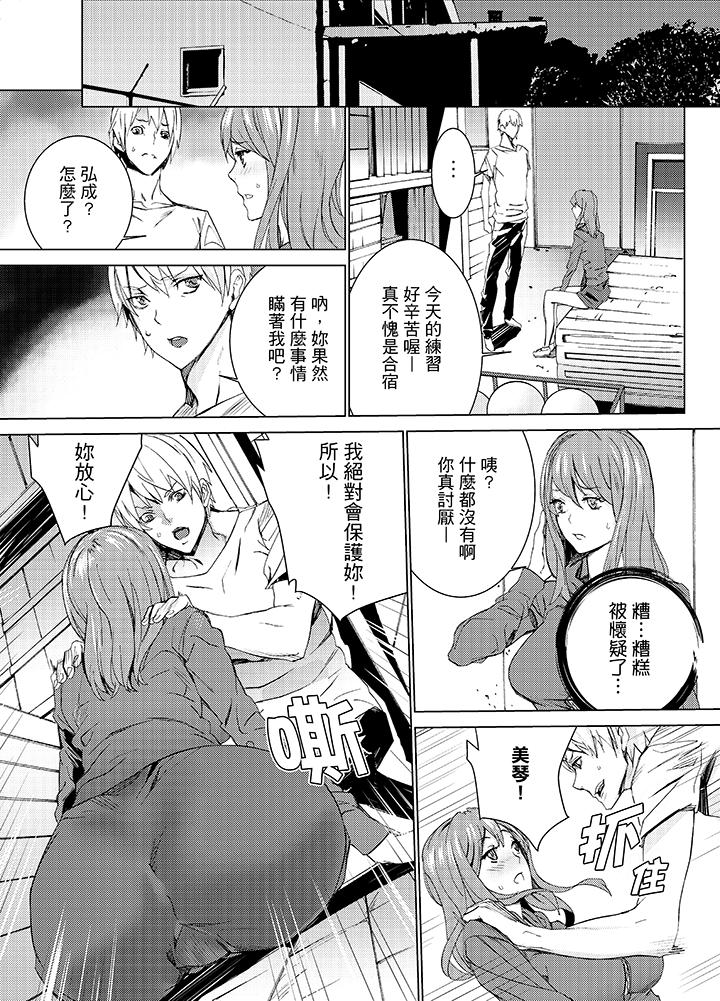 …
今天的練習
好辛苦喔—
真不愧是合宿
弘成？
怎麼了？
吶，妳果然
有什麼事情
瞞著我吧？
咦？
什麼都沒有啊
你真討厭—
糟…糟糕
被懷疑了…
美琴！
抓住
我絕對會保護妳！
所以！
妳放心！
嘶